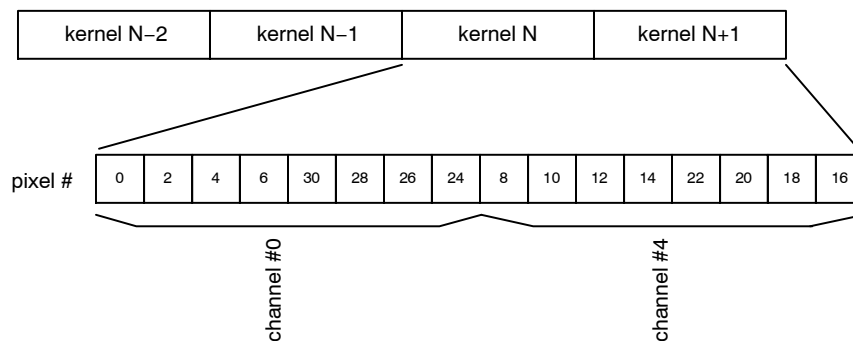 kernel N−2 kernel N−1 kernel N kernel N+1
pixel # 0 2 4 6 30 28 26 24 8 10 12 14 22 20 18 16
channel #0
channel #4